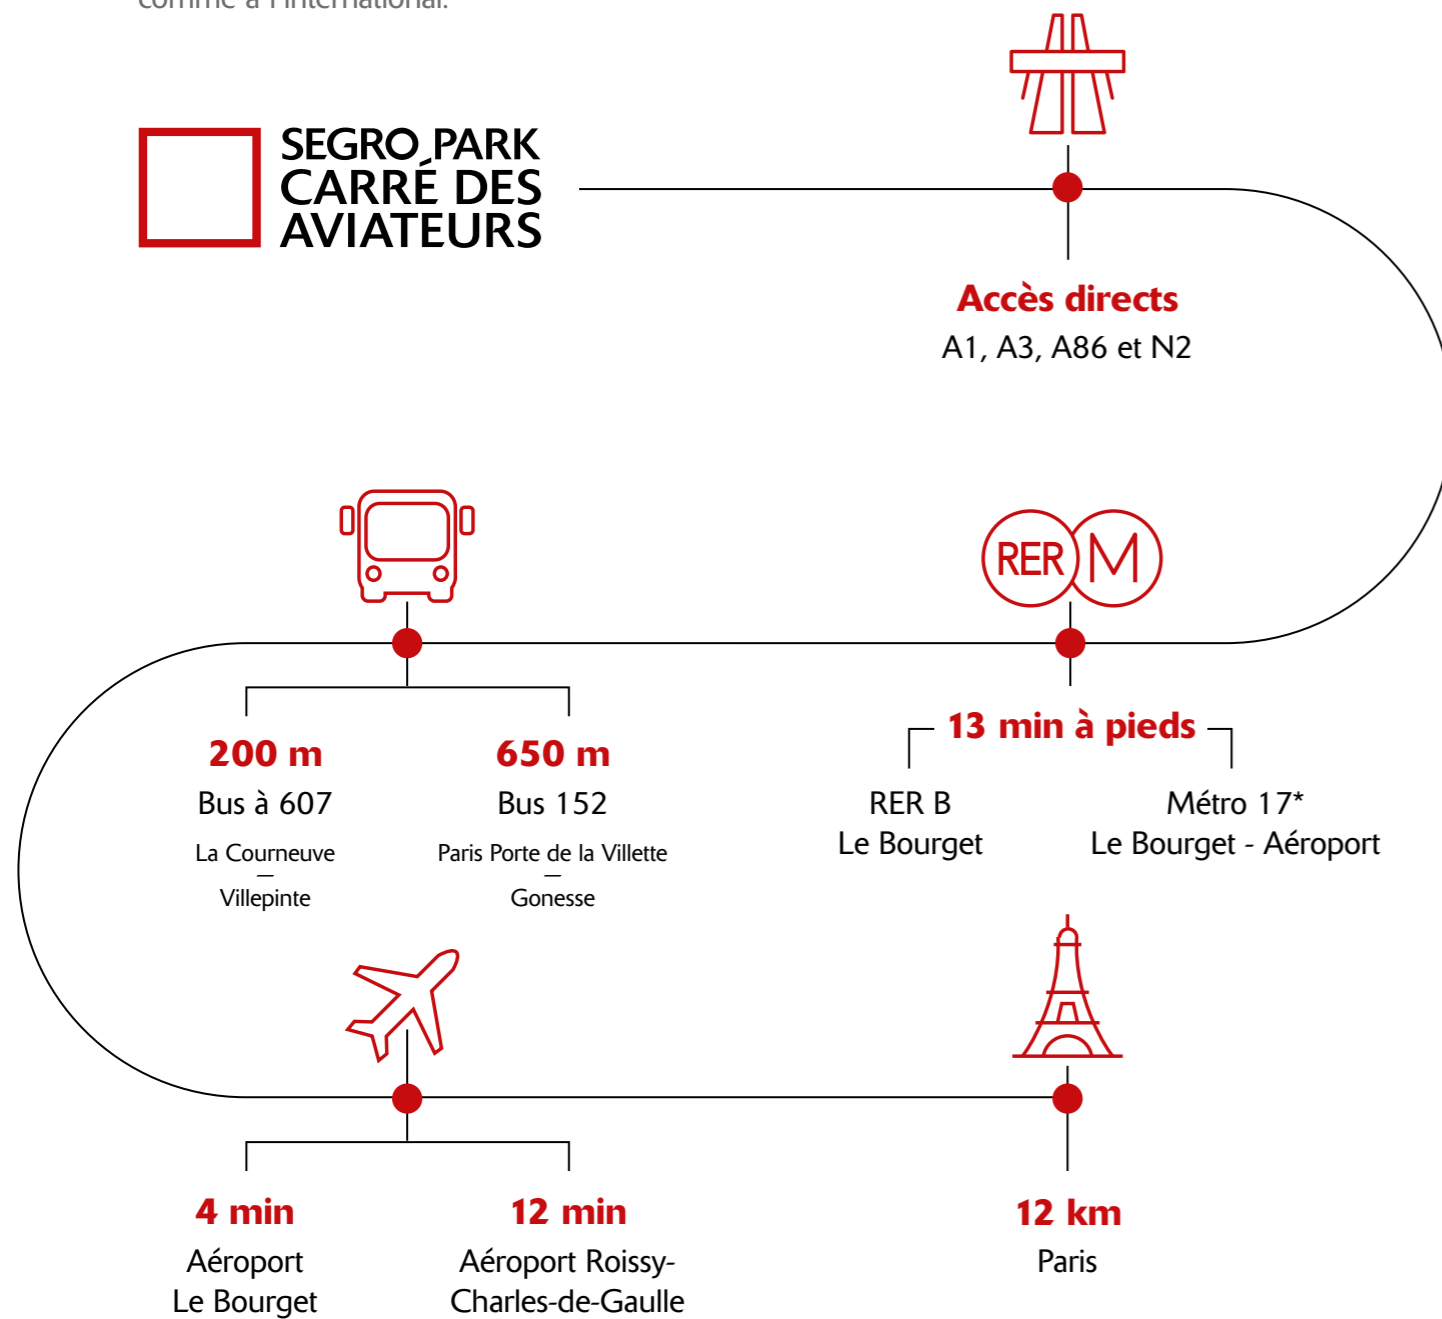 comme à l'international.
SEGRO PARK
CARRÉ DES
AVIATEURS
Accès directs
A1, A3, A86 et N2
RER M
13 min à pieds
RER B
Le Bourget
Métro 17*
Le Bourget - Aéroport
200 m
Bus à 607
La Courneuve
—
Villepinte
650 m
Bus 152
Paris Porte de la Villette
—
Gonesse
4 min
Aéroport
Le Bourget
12 min
Aéroport Roissy-
Charles-de-Gaulle
12 km
Paris